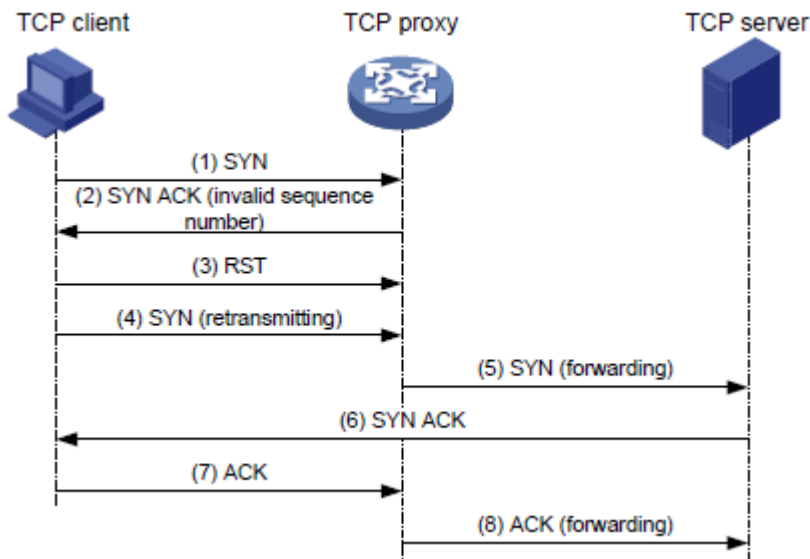 TCP client
TCP proxy
TCP server
(1) SYN
(2) SYN ACK (invalid sequence
number)
(3) RST
(4) SYN (retransmitting)
(5) SYN (forwarding)
(6) SYN ACK
(7) ACK
(8) ACK (forwarding)